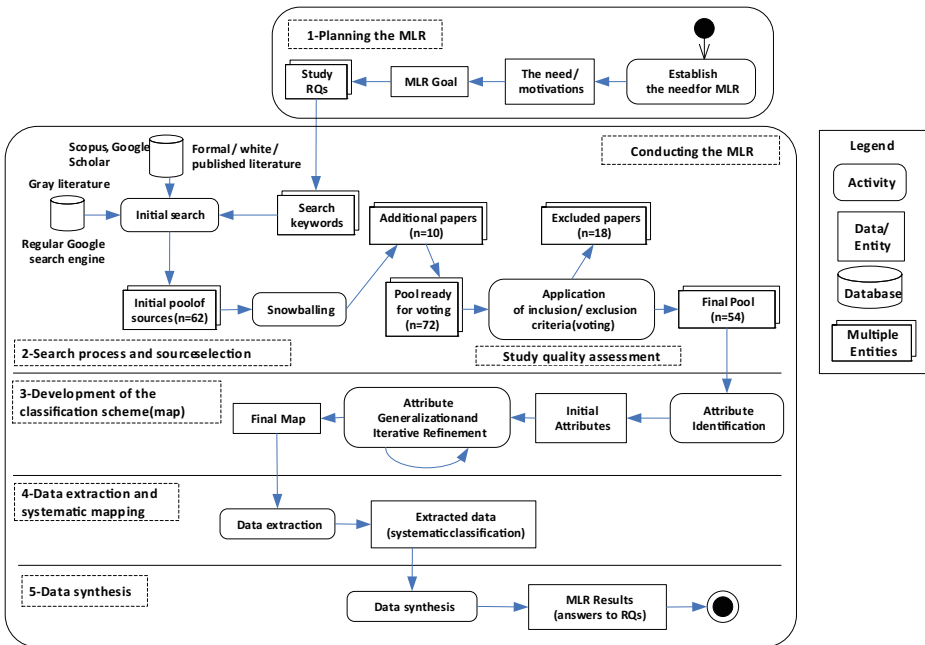 1-Planning the MLR
Study
RQs
MLR Goal
The need/
motivations
Establish
the needfor MLR
Scopus, Google
Scholar
Formal/ white/
published literature
Conducting the MLR
Gray literature
Initial search
Regular Google
search engine
Search
keywords
Additional papers
(n=10)
Excluded papers
(n=18)
Initial poolof
sources (n=62)
Snowballing
Pool ready
for voting
(n=72)
Application
of inclusion/ exclusion
criteria(voting)
Final Pool
(n=54)
2-Search process and sourceselection
Study quality assessment
3-Development of the
classification scheme(map)
Final Map
Attribute
Generalizationand
Iterative Refinement
Initial
Attributes
Attribute
Identification
4-Data extraction and
systematic mapping
Data extraction
Extracted data
(systematicclassification)
5-Data synthesis
Data synthesis
MLR Results
(answers to RQs)
Legend
Activity
Data/
Entity
Database
Multiple
Entities